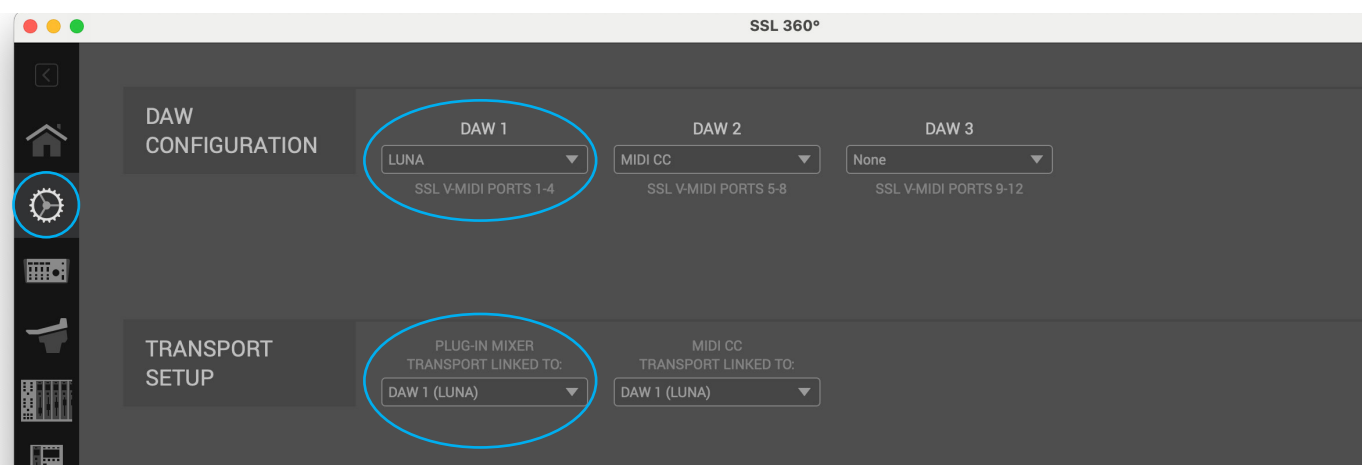 SSL 360°
DAW
CONFIGURATION
DAW 1
LUNA
SSL V-MIDI PORTS 1-4
DAW 2
MIDI CC
SSL V-MIDI PORTS 5-8
DAW 3
None
SSL V-MIDI PORTS 9-12
TRANSPORT
SETUP
PLUG-IN MIXER
TRANSPORT LINKED TO:
DAW 1 (LUNA)
MIDI CC
TRANSPORT LINKED TO:
DAW 1 (LUNA)